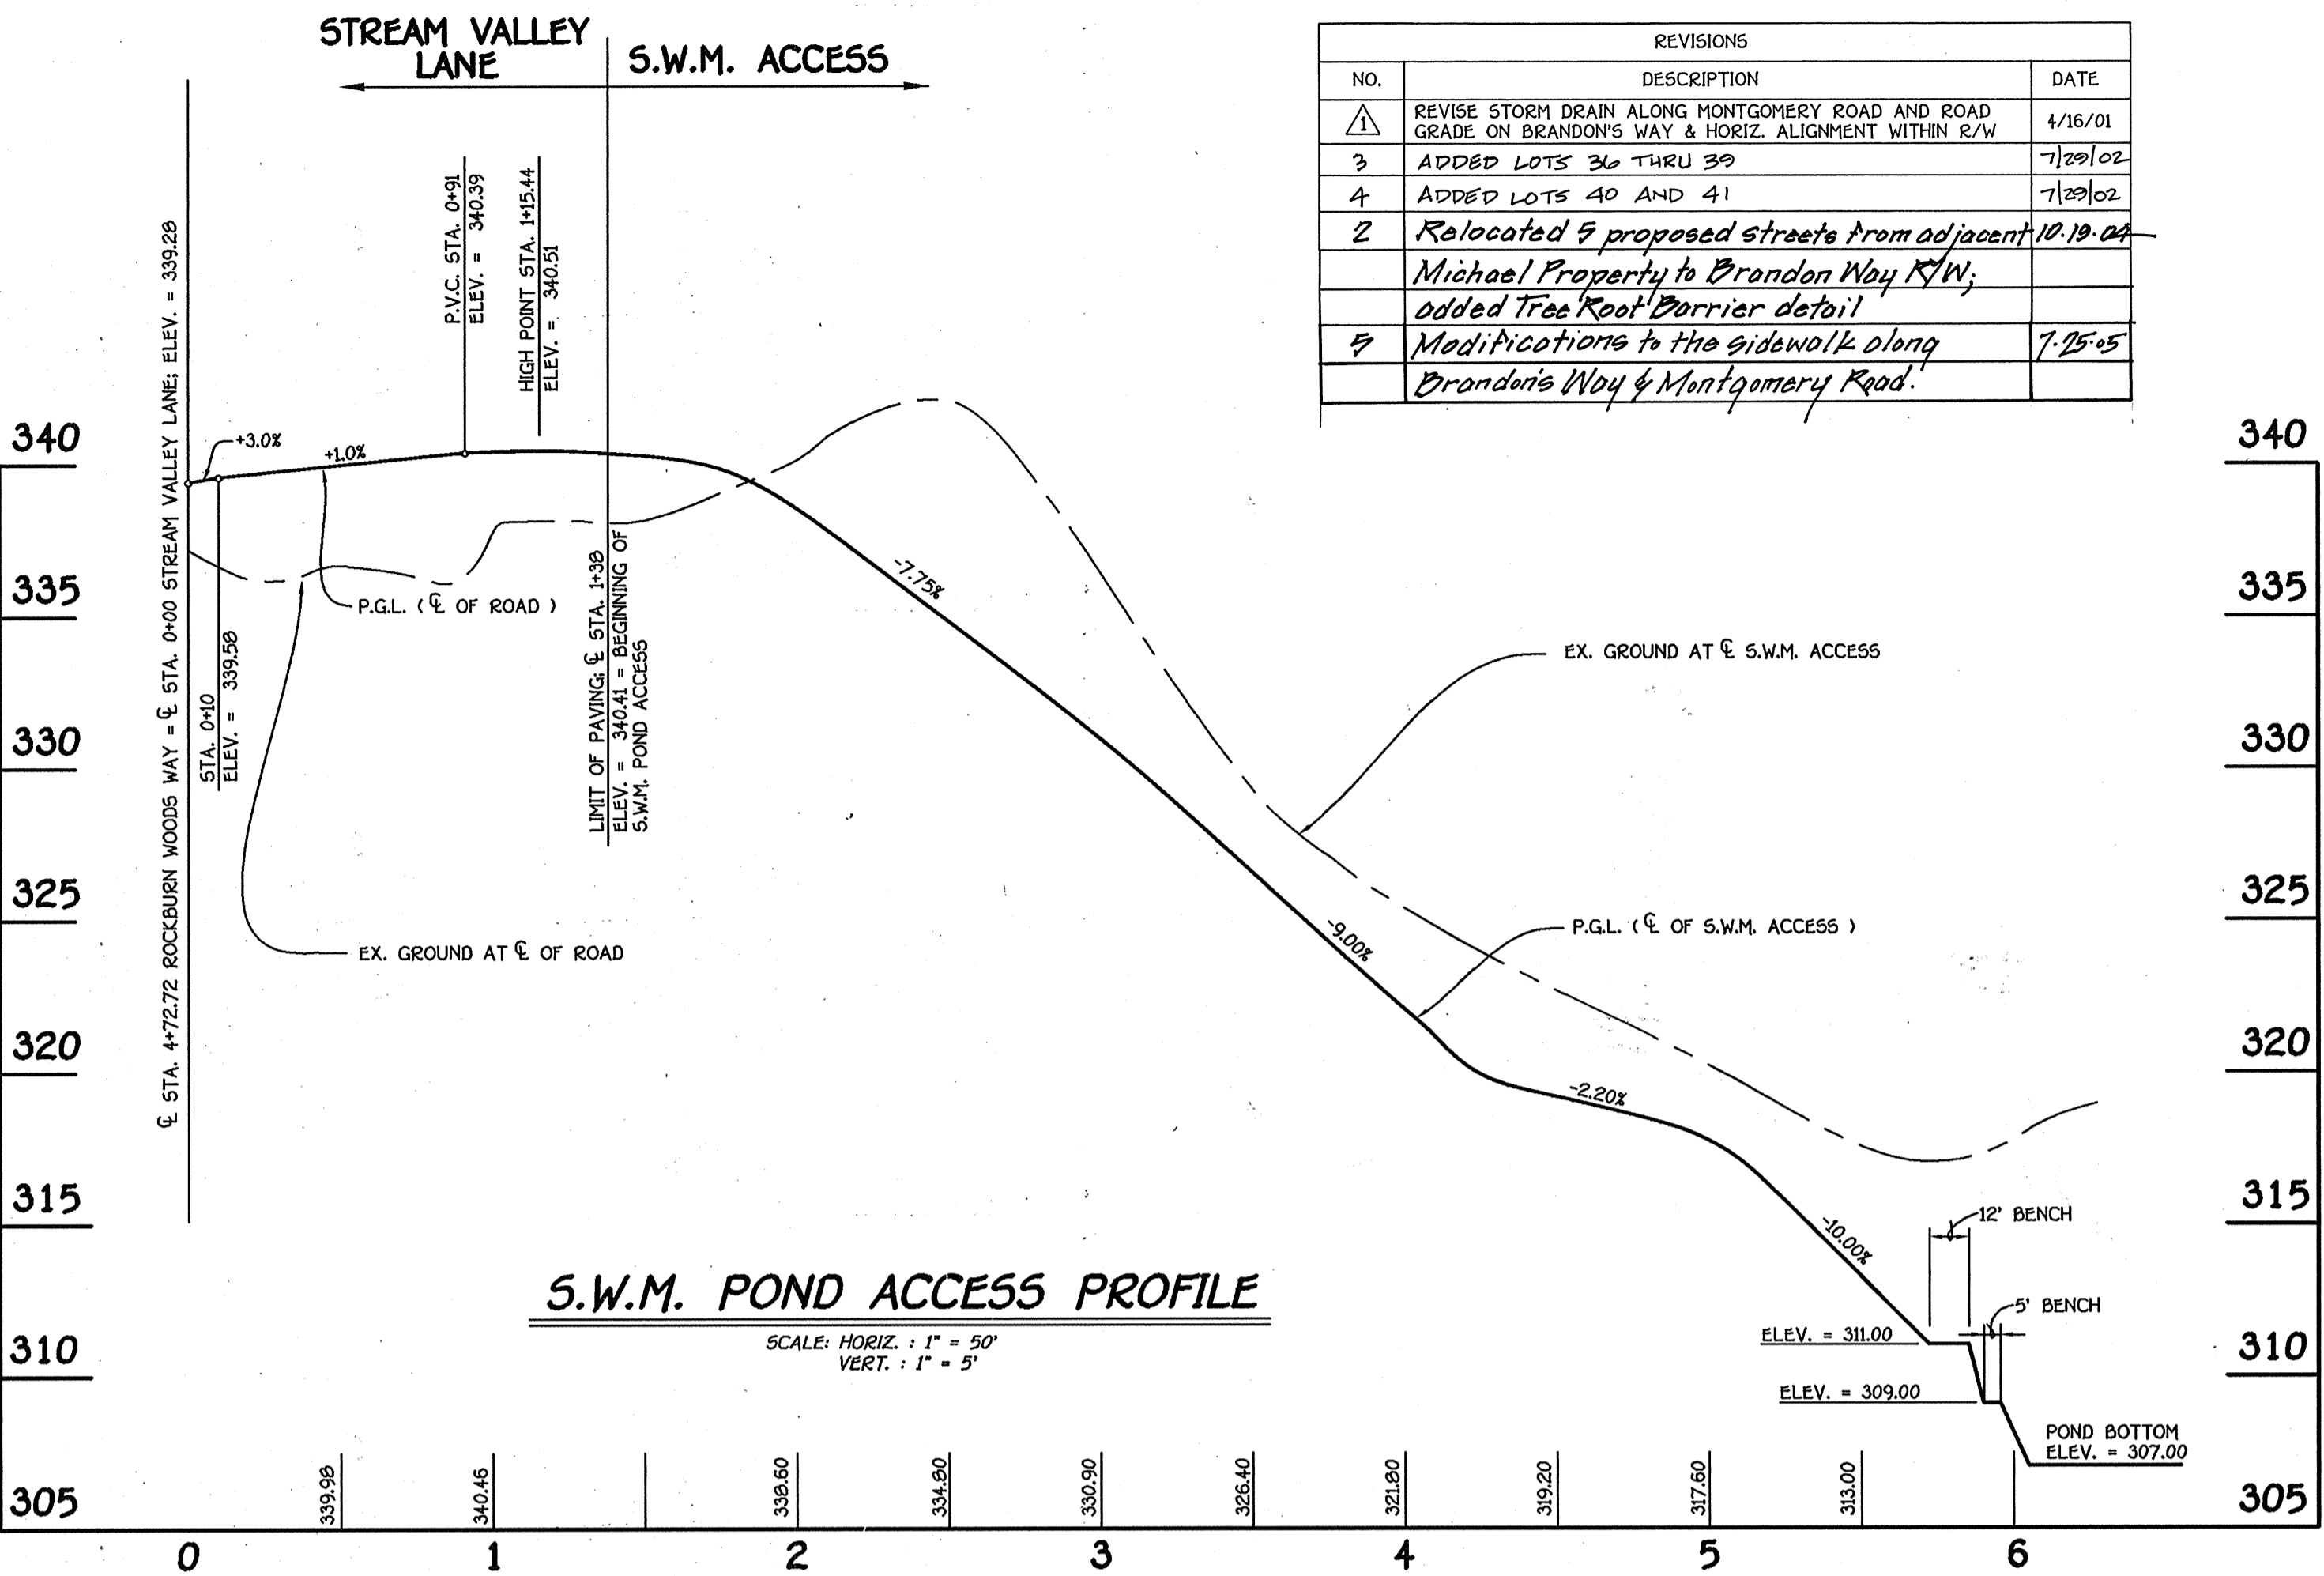 STREAM VALLEY
LANE
S.W.M. ACCESS
REVISIONS
NO. DESCRIPTION DATE
1 REVISE STORM DRAIN ALONG MONTGOMERY ROAD AND ROAD
GRADE ON BRANDON'S WAY & HORIZ. ALIGNMENT WITHIN R/W 4/16/01
3 ADDED LOTS 36 THRU 39 7/29/02
4 ADDED LOTS 40 AND 41 7/29/02
2 Relocated 5 proposed streets from adjacent 10.19.04
Michael Property to Brandon Way R/W;
added Tree Root Barrier detail
5 Modifications to the sidewalk along 7.25.05
Brandon's Way & Montgomery Road.
℄ STA. 4+72.72 ROCKBURN WOODS WAY = ℄ STA. 0+00 STREAM VALLEY LANE; ELEV. = 339.28
STA. 0+10
ELEV. = 339.58
P.V.C. STA. 0+91
ELEV. = 340.39
HIGH POINT STA. 1+15.44
ELEV. = 340.51
LIMIT OF PAVING; ℄ STA. 1+38
ELEV. = 340.41 = BEGINNING OF
S.W.M. POND ACCESS
+3.0%
+1.0%
-7.75%
P.G.L. ( ℄ OF ROAD )
EX. GROUND AT ℄ S.W.M. ACCESS
-9.00%
P.G.L. ( ℄ OF S.W.M. ACCESS )
EX. GROUND AT ℄ OF ROAD
-2.20%
-10.00%
12' BENCH
5' BENCH
ELEV. = 311.00
ELEV. = 309.00
POND BOTTOM
ELEV. = 307.00
S.W.M. POND ACCESS PROFILE
SCALE: HORIZ. : 1" = 50'
VERT. : 1" = 5'
340
335
330
325
320
315
310
305
340
335
330
325
320
315
310
305
339.98
340.46
338.60
334.80
330.90
326.40
321.80
319.20
317.60
313.00
0 1 2 3 4 5 6